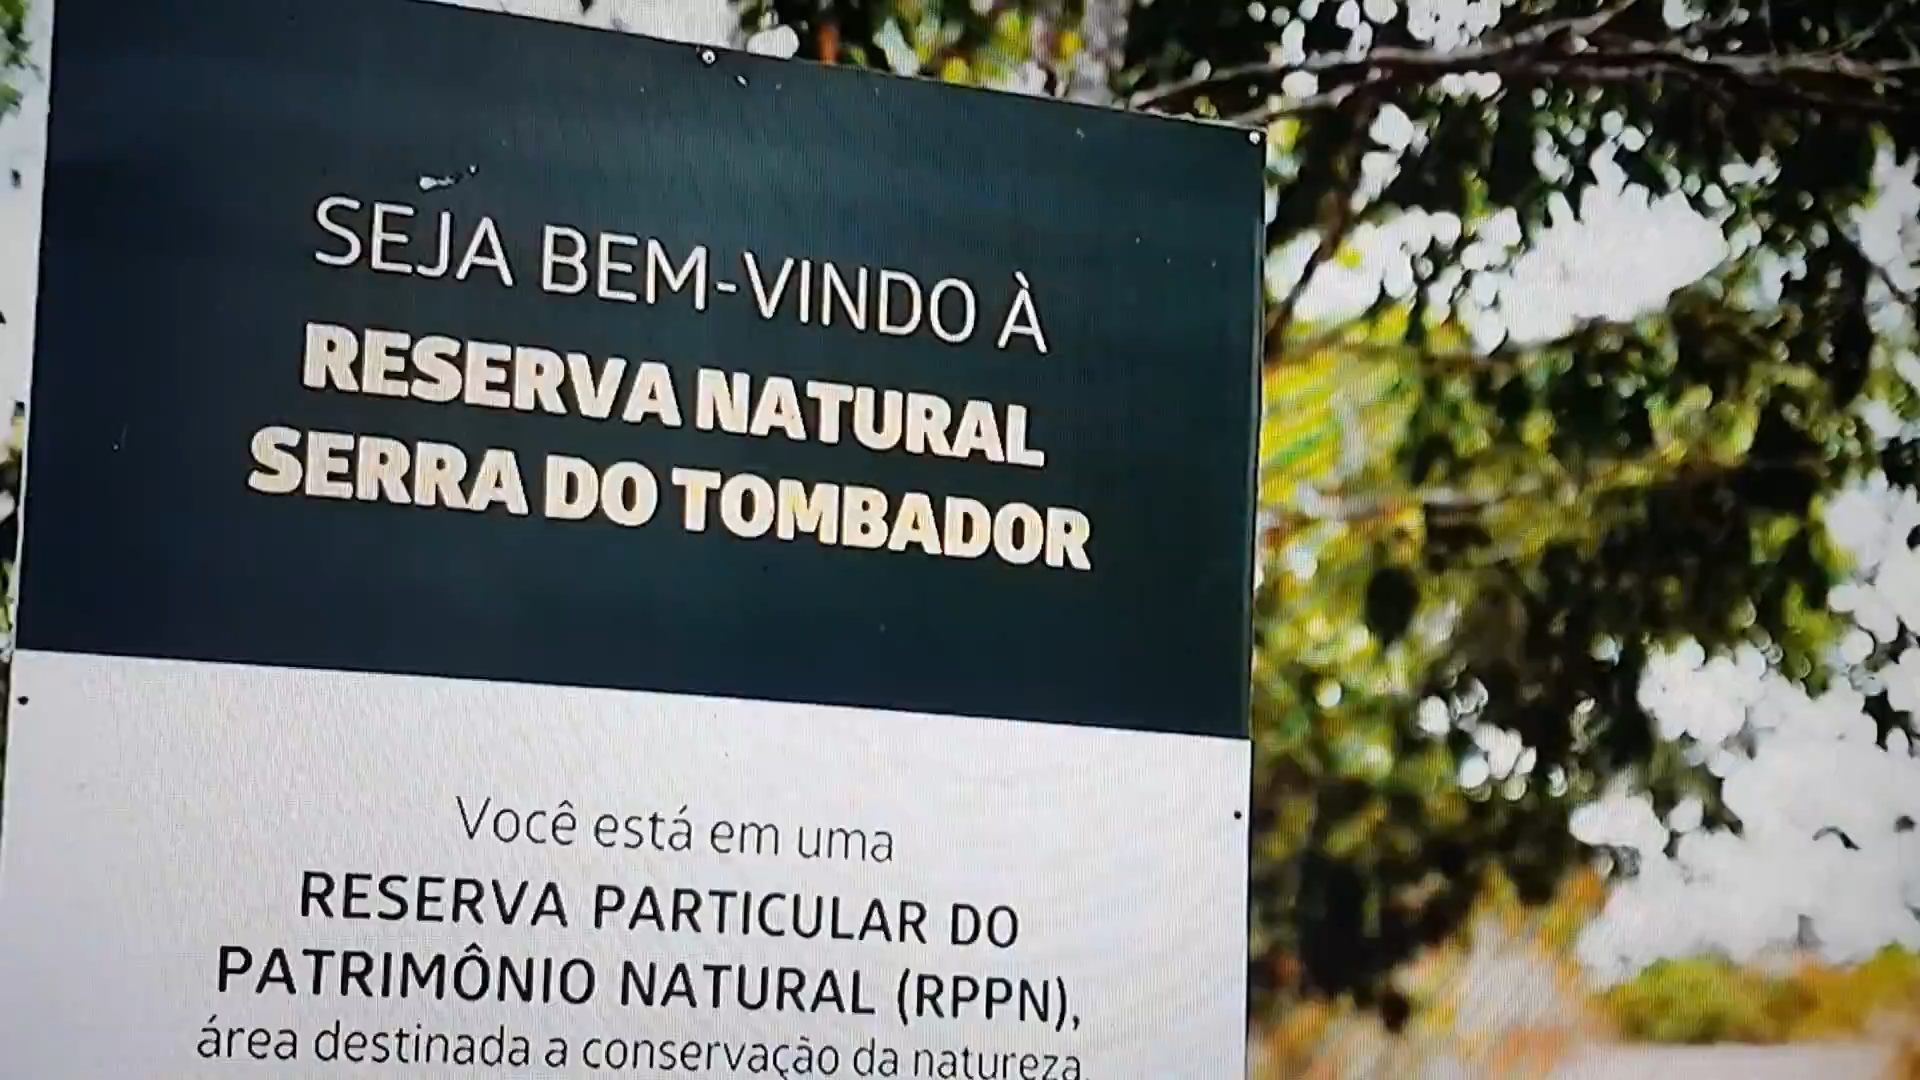 SEJA BEM-VINDO À
RESERVA NATURAL
SERRA DO TOMBADOR
Você está em uma
RESERVA PARTICULAR DO
PATRIMÔNIO NATURAL (RPPN),
área destinada a conservação da natureza.